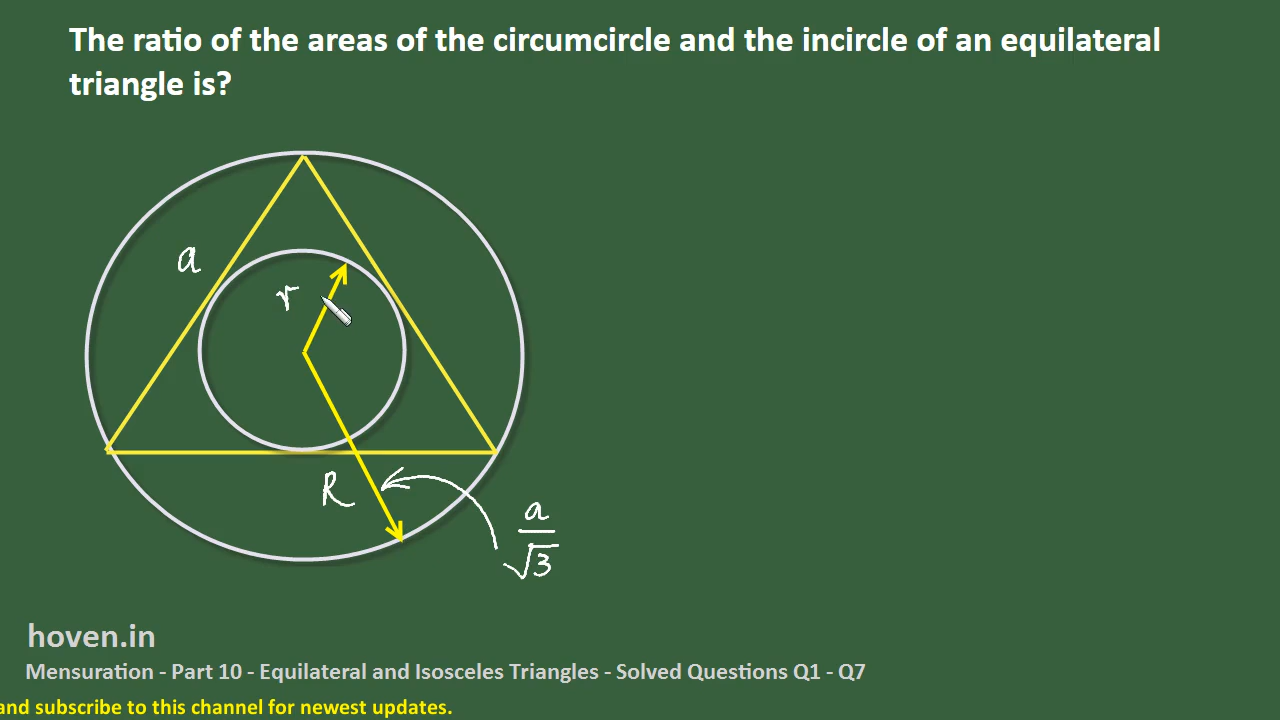 The ratio of the areas of the circumcircle and the incircle of an equilateral
triangle is?
a
r
R
a
√3
hoven.in
Mensuration - Part 10 - Equilateral and Isosceles Triangles - Solved Questions Q1 - Q7
and subscribe to this channel for newest updates.